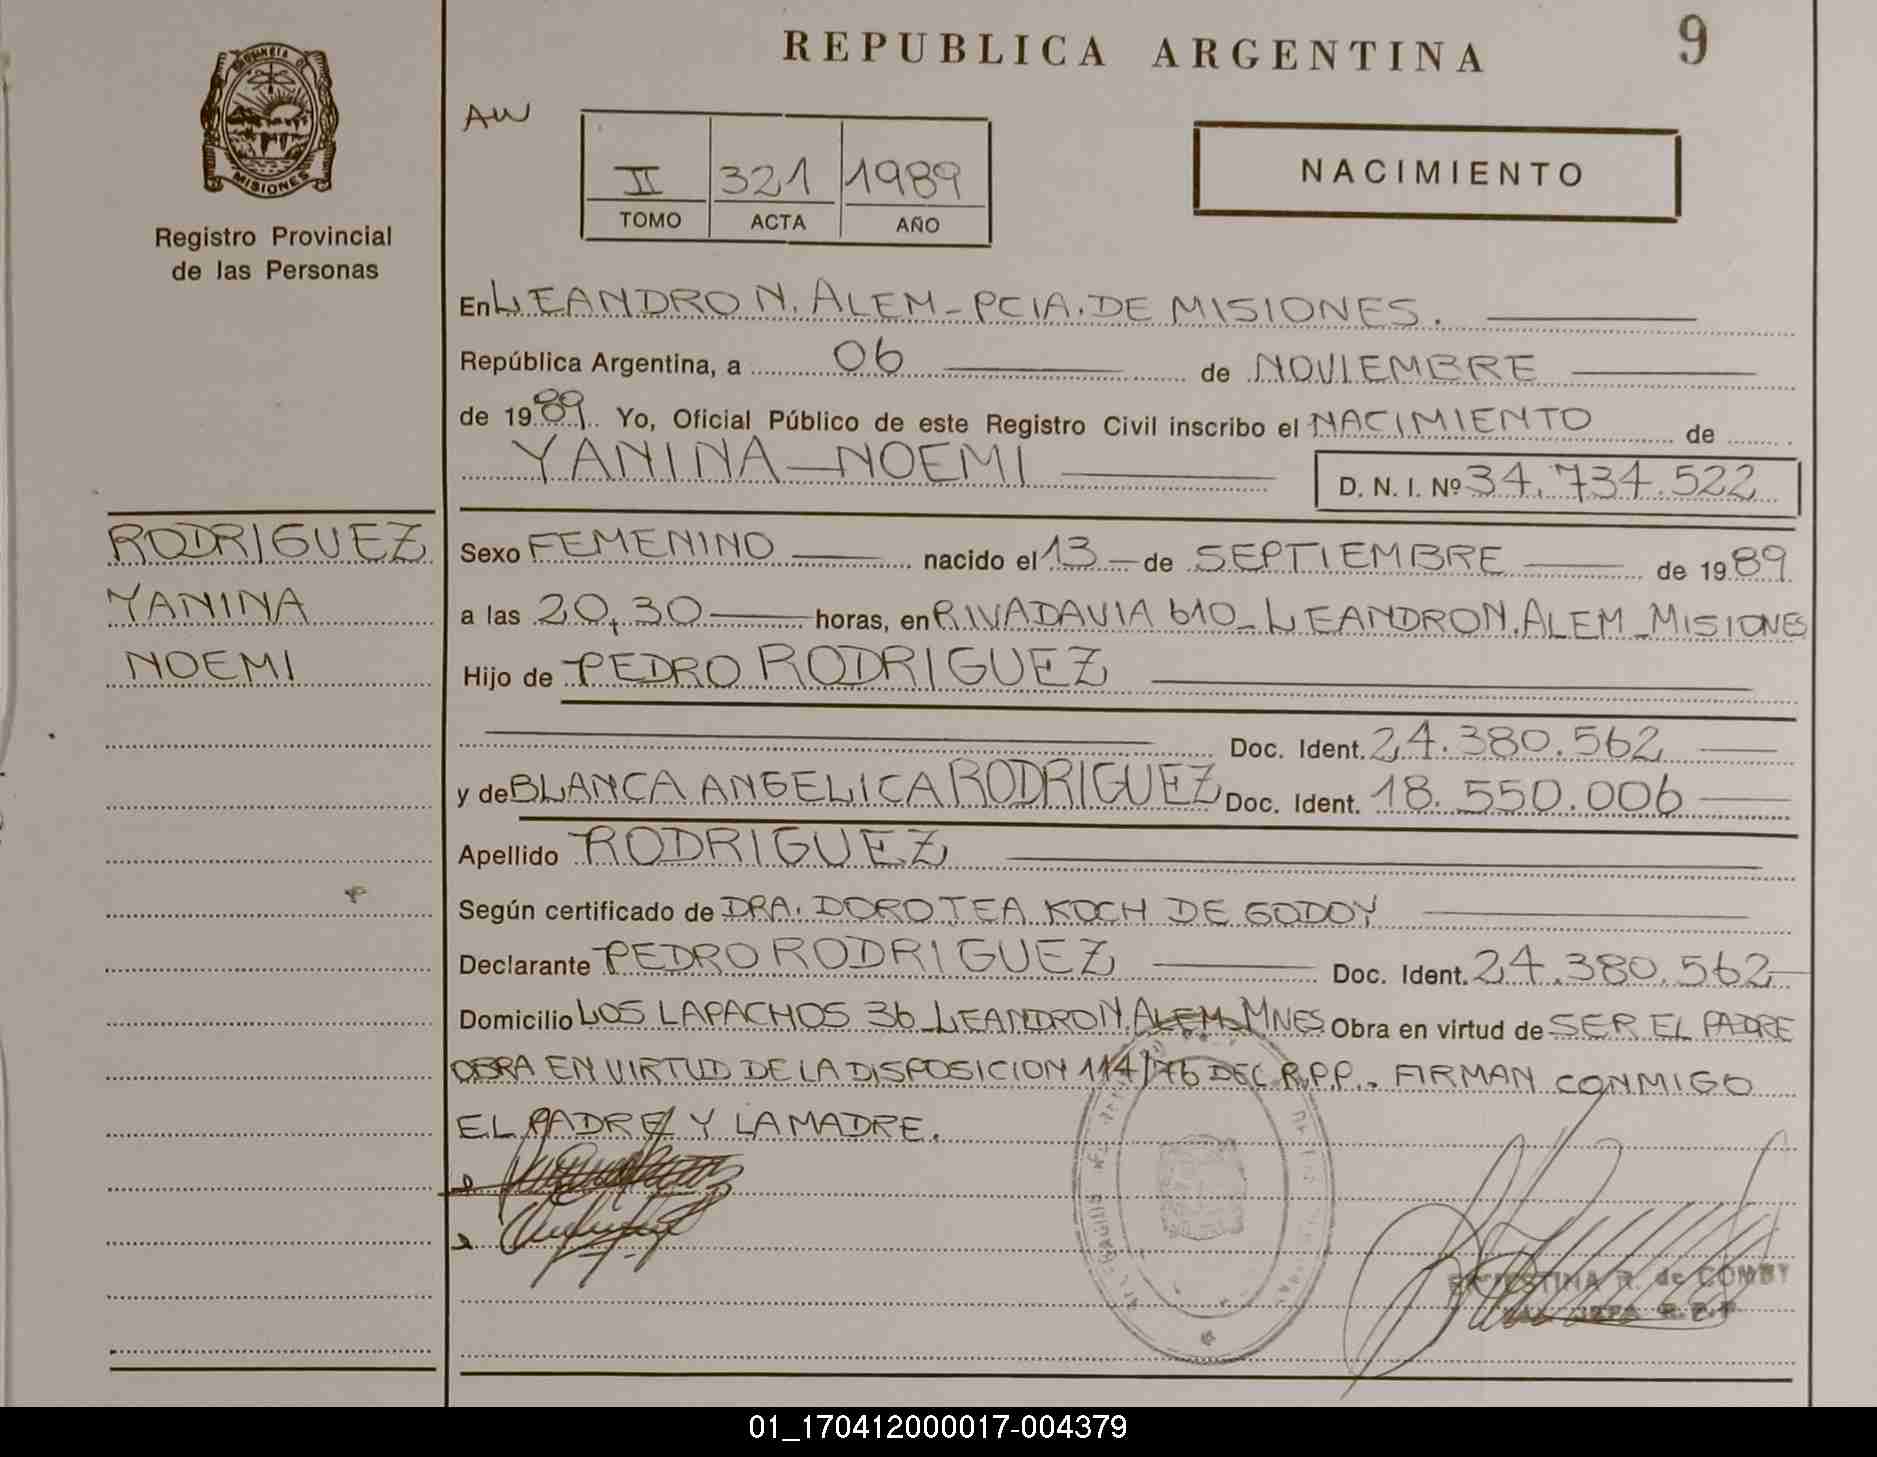 REPUBLICA ARGENTINA
9
MISIONES
Registro Provincial
de las Personas
AW
II 321 1989
TOMO ACTA AÑO
NACIMIENTO
En LEANDRO N. ALEM - PCIA. DE MISIONES.
República Argentina, a 06 de NOVIEMBRE
de 1989. Yo, Oficial Público de este Registro Civil inscribo el NACIMIENTO de
YANINA NOEMI
D. N. I. Nº 34.734.522
RODRIGUEZ
YANINA
NOEMI
Sexo FEMENINO nacido el 13 de SEPTIEMBRE de 1989
a las 20,30 horas, en RIVADAVIA 610 - LEANDRO N. ALEM - MISIONES
Hijo de PEDRO RODRIGUEZ
Doc. Ident. 24.380.562
y de BLANCA ANGELICA RODRIGUEZ Doc. Ident. 18.550.006
Apellido RODRIGUEZ
Según certificado de DRA. DOROTEA KOCH DE GODOY
Declarante PEDRO RODRIGUEZ Doc. Ident. 24.380.562
Domicilio LOS LAPACHOS 36 - LEANDRO N. ALEM - MNES Obra en virtud de SER EL PADRE
OBRA EN VIRTUD DE LA DISPOSICION 114/76 DEL R.P.P.. FIRMAN CONMIGO
EL PADRE Y LA MADRE.
ERNESTINA R. de COMBY
R.P.P
01_170412000017-004379